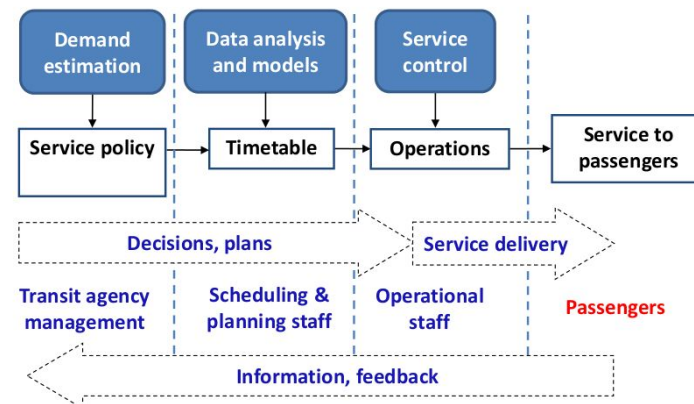 Demand
estimation
Data analysis
and models
Service
control
Service policy
Timetable
Operations
Service to
passengers
Decisions, plans
Service delivery
Transit agency
management
Scheduling &
planning staff
Operational
staff
Passengers
Information, feedback